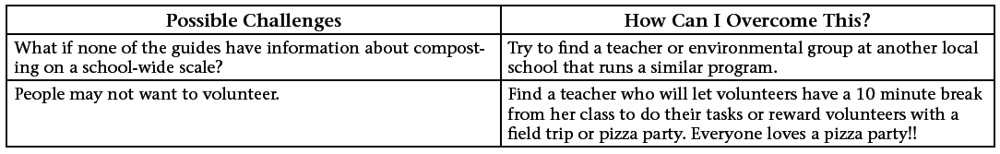 Possible Challenges
How Can I Overcome This?
What if none of the guides have information about compost-
ing on a school-wide scale?
Try to find a teacher or environmental group at another local
school that runs a similar program.
People may not want to volunteer.
Find a teacher who will let volunteers have a 10 minute break
from her class to do their tasks or reward volunteers with a
field trip or pizza party. Everyone loves a pizza party!!